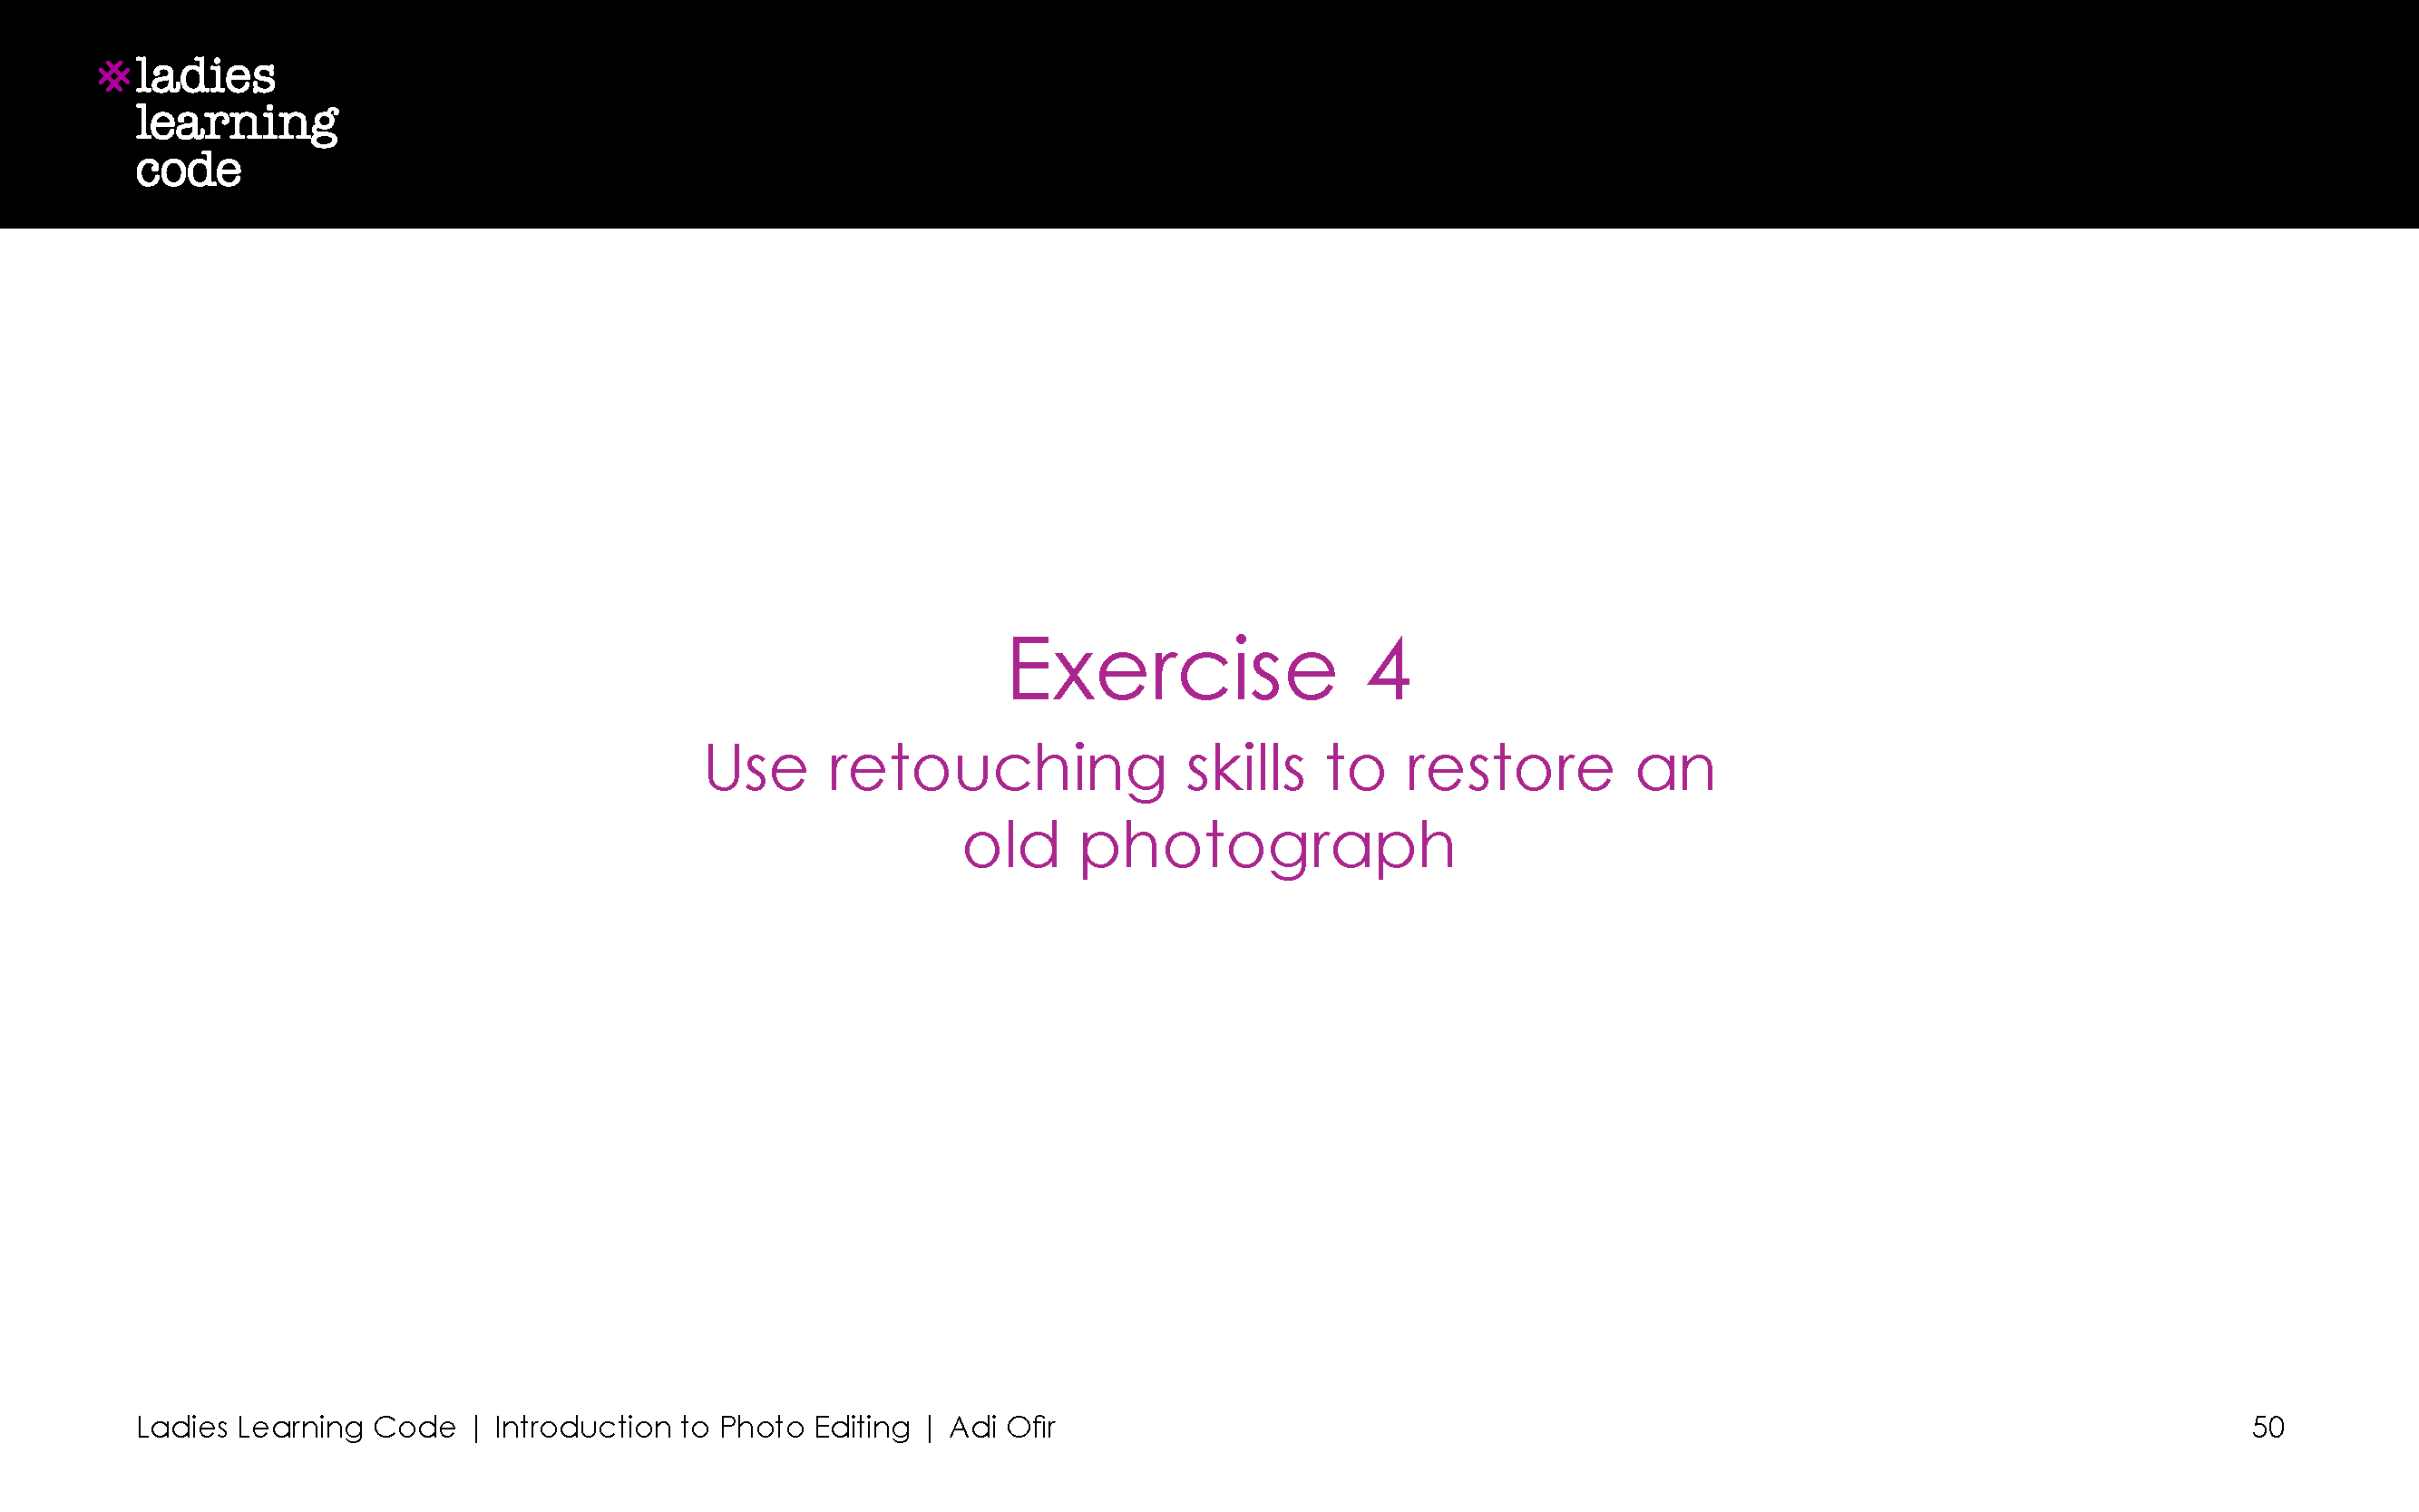 ladies
learning
code
Exercise 4
Use retouching skills to restore an
old photograph
Ladies Learning Code | Introduction to Photo Editing | Adi Ofir
50